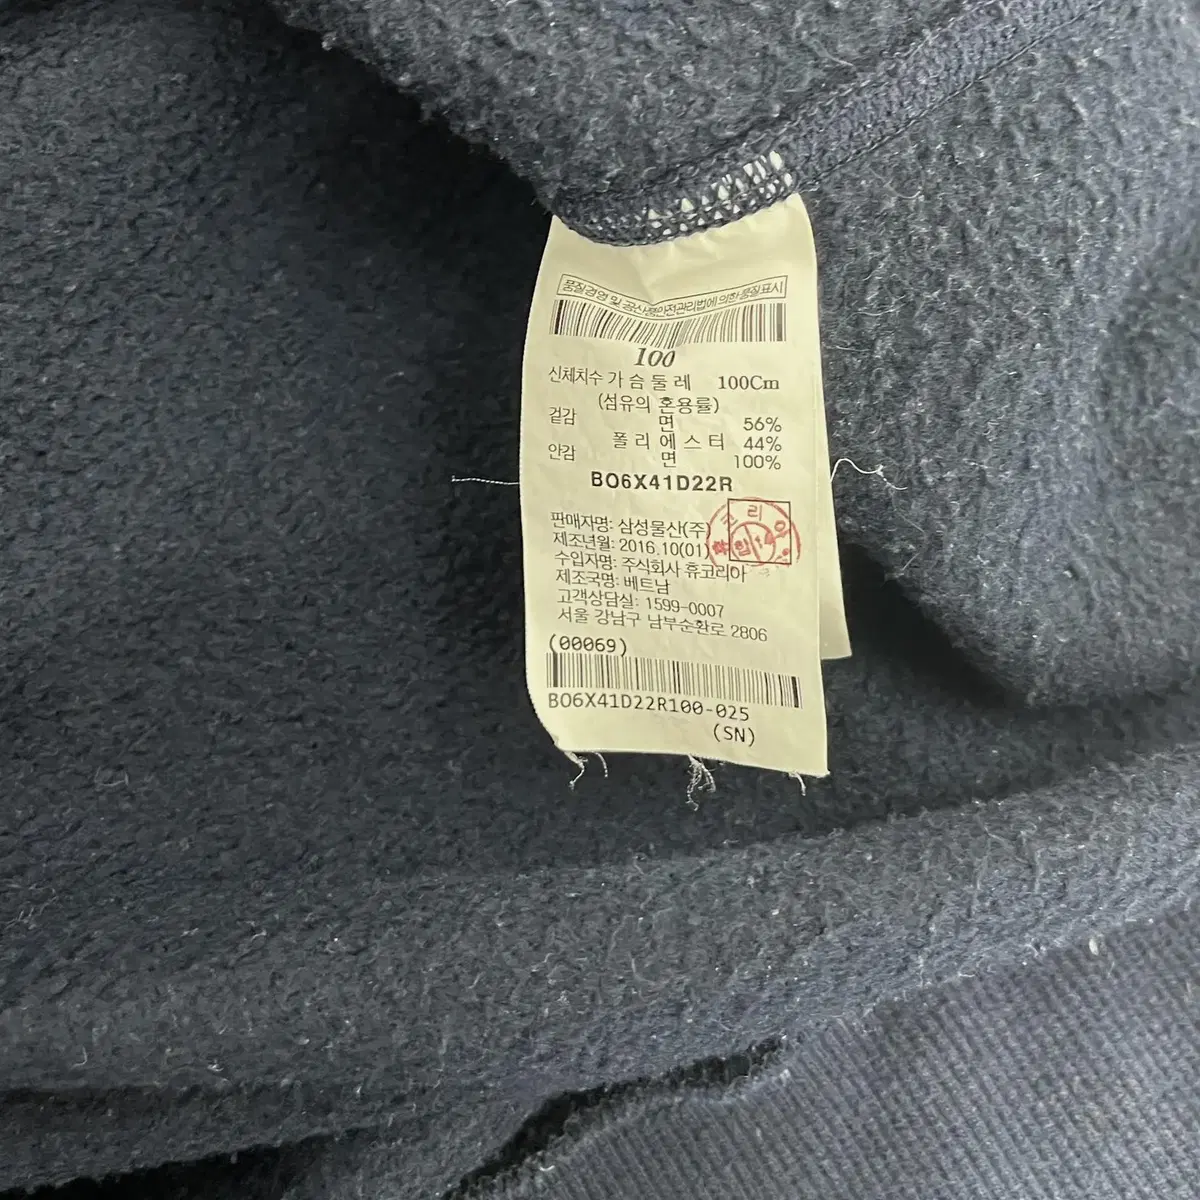 품질경영 및 공산품안전관리법에 의한 품질표시
100
신체치수 가슴둘레 100Cm
(섬유의 혼용률)
겉감 면 56%
폴리에스터 44%
안감 면 100%
BO6X41D22R
판매자명: 삼성물산(주)
제조년월: 2016.10(01)
수입자명: 주식회사 휴코리아
제조국명: 베트남
고객상담실: 1599-0007
서울 강남구 남부순환로 2806
(00069)
BO6X41D22R100-025
(SN)